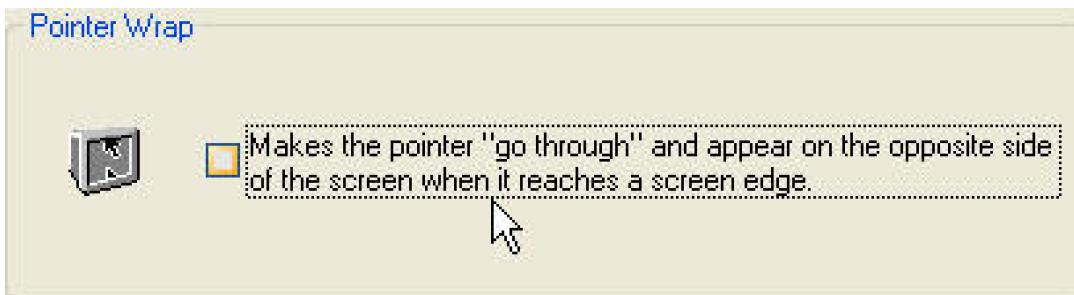 Pointer Wrap
Makes the pointer "go through" and appear on the opposite side
of the screen when it reaches a screen edge.